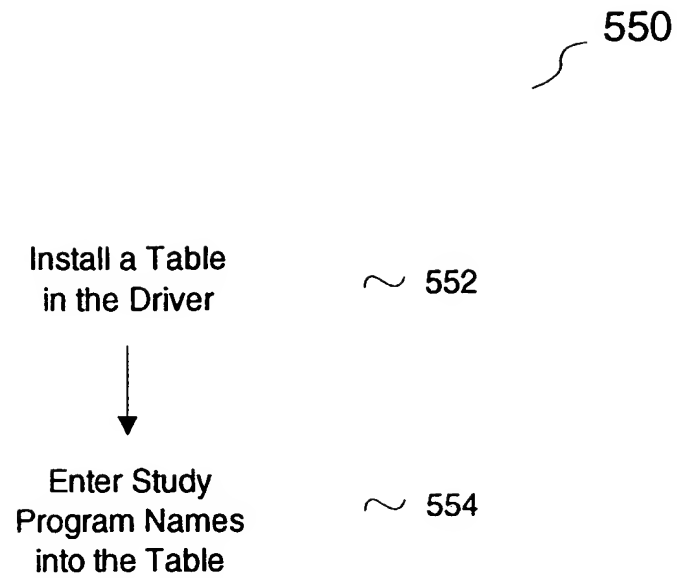 550
Install a Table
in the Driver
552
Enter Study
Program Names
into the Table
554